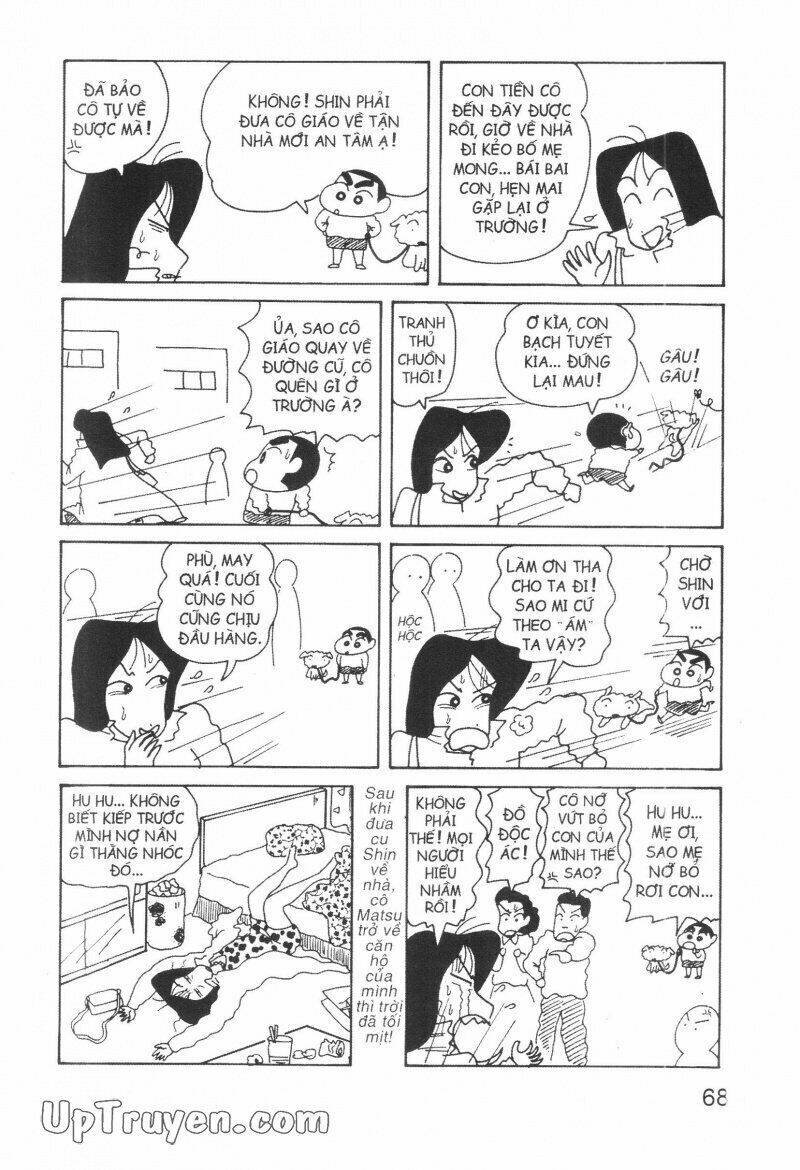 CON TIỄN CÔ
ĐẾN ĐÂY ĐƯỢC
RỒI, GIỜ VỀ NHÀ
ĐI KẺO BỐ MẸ
MONG... BÁI BAI
CON, HẸN MAI
GẶP LẠI Ở
TRƯỜNG!
KHÔNG! SHIN PHẢI
ĐƯA CÔ GIÁO VỀ TẬN
NHÀ MỚI AN TÂM Ạ!
ĐÃ BẢO
CÔ TỰ VỀ
ĐƯỢC MÀ!
GÂU!
GÂU!
Ơ KÌA, CON
BẠCH TUYẾT
KIA... ĐỨNG
LẠI MAU!
TRANH
THỦ
CHUỒN
THÔI!
ỦA, SAO CÔ
GIÁO QUAY VỀ
ĐƯỜNG CŨ, CÔ
QUÊN GÌ Ở
TRƯỜNG À?
CHỜ
SHIN
VỚI
...
LÀM ƠN THA
CHO TA ĐI!
SAO MI CỨ
THEO "ÁM"
TA VẬY?
HỘC
HỘC
PHÙ, MAY
QUÁ! CUỐI
CÙNG NÓ
CŨNG CHỊU
ĐẦU HÀNG.
HU HU...
MẸ ƠI,
SAO MẸ
NỠ BỎ
RƠI CON...
CÔ NỠ
VỨT BỎ
CON CỦA
MÌNH THẾ
SAO?
ĐỒ
ĐỘC
ÁC!
KHÔNG
PHẢI
THẾ! MỌI
NGƯỜI
HIỂU
NHẦM
RỒI!
Sau
khi
đưa
cu
Shin
về
nhà,
cô
Matsu
trở về
căn
hộ
của
mình
thì trời
đã tối
mịt!
HU HU... KHÔNG
BIẾT KIẾP TRƯỚC
MÌNH NỢ NẦN
GÌ THẰNG NHÓC
ĐÓ...
68
UpTruyen.com